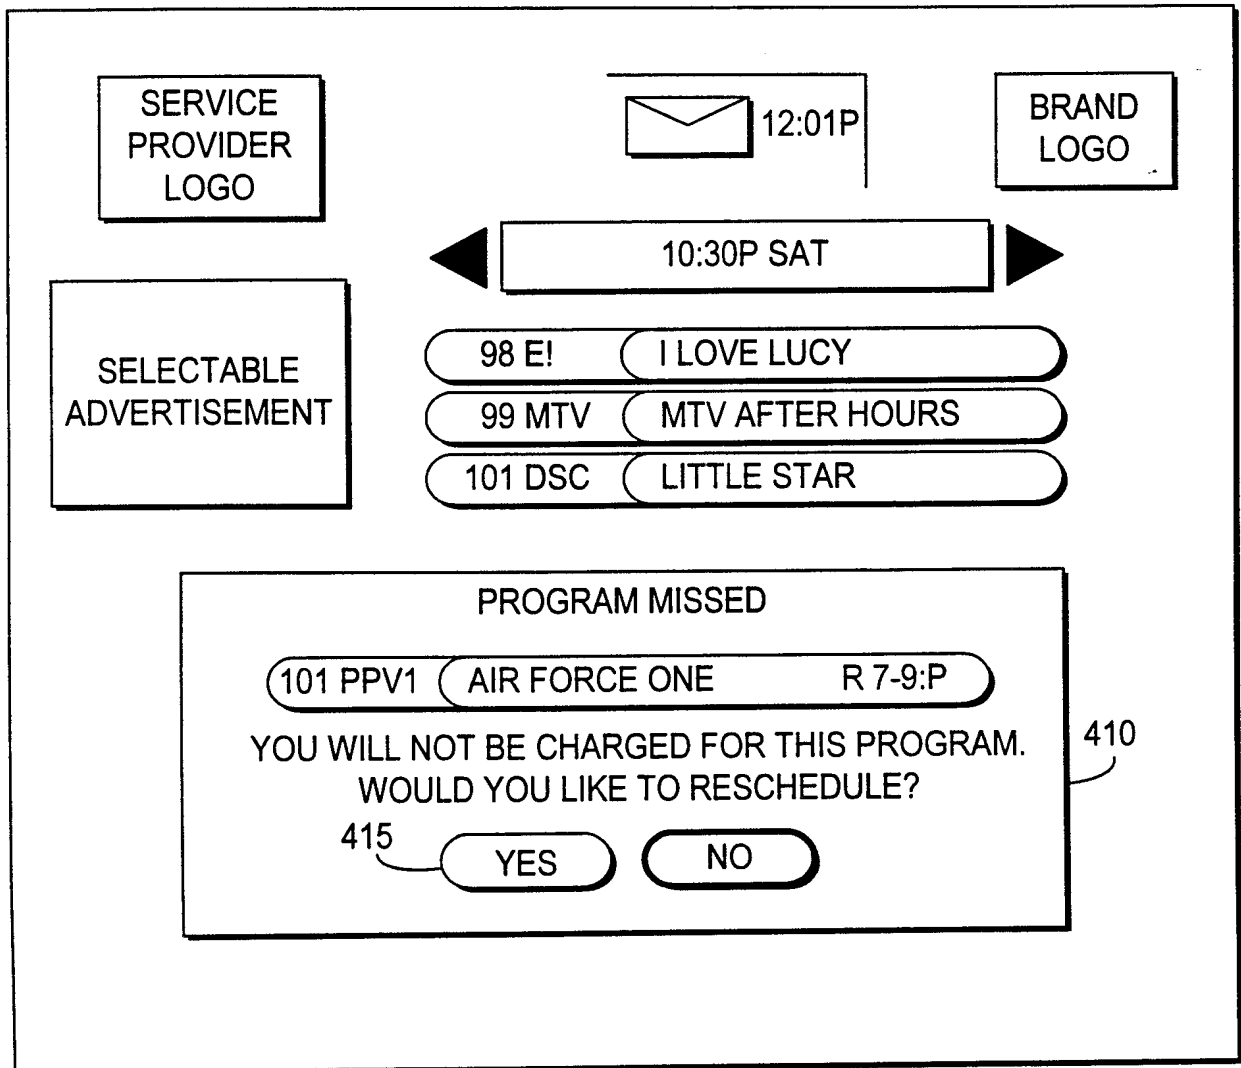 SERVICE
PROVIDER
LOGO
12:01P
BRAND
LOGO
10:30P SAT
SELECTABLE
ADVERTISEMENT
98 E! I LOVE LUCY
99 MTV MTV AFTER HOURS
101 DSC LITTLE STAR
PROGRAM MISSED
101 PPV1 AIR FORCE ONE R 7-9:P
YOU WILL NOT BE CHARGED FOR THIS PROGRAM.
WOULD YOU LIKE TO RESCHEDULE?
410
415
YES NO